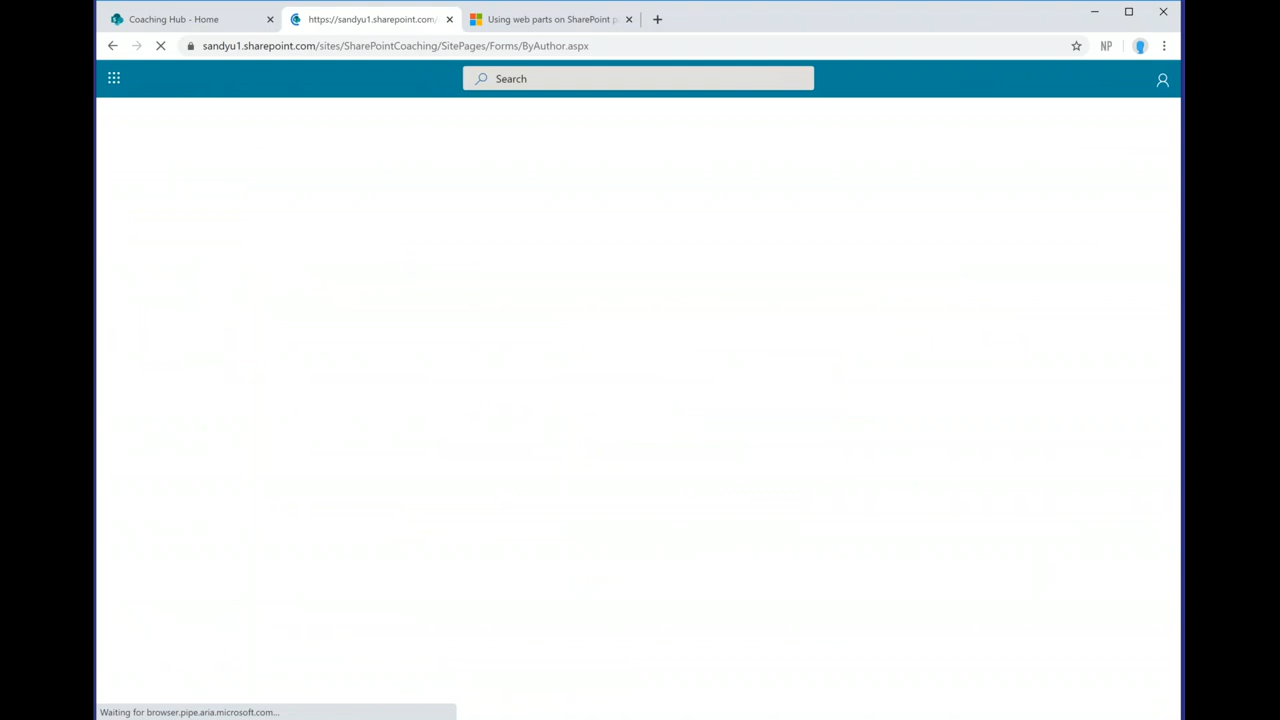 Coaching Hub - Home
https://sandyu1.sharepoint.com/
Using web parts on SharePoint p
sandyu1.sharepoint.com/sites/SharePointCoaching/SitePages/Forms/ByAuthor.aspx
NP
Search
Waiting for browser.pipe.aria.microsoft.com...